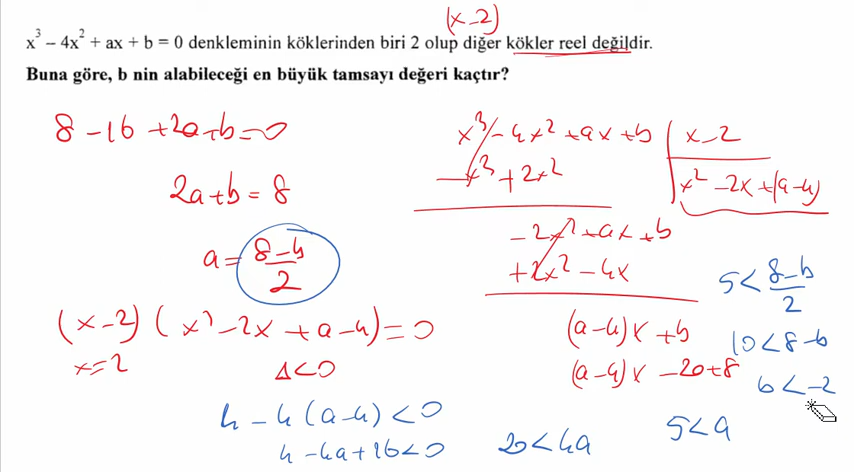 (x-2)
x³ – 4x² + ax + b = 0 denkleminin köklerinden biri 2 olup diğer kökler reel değildir.
Buna göre, b nin alabileceği en büyük tamsayı değeri kaçtır?
8 - 16 + 2a + b = 0
2a + b = 8
a = (8 - b)/2
(x-2) (x² - 2x + a - 4) = 0
x = 2
Δ < 0
4 - 4(a - 4) < 0
4 - 4a + 16 < 0
20 < 4a
5 < a
x³ - 4x² + ax + b | x - 2
-x³ + 2x²
x² - 2x + (a - 4)
-2x² + ax + b
+2x² - 4x
(a - 4)x + b
(a - 4)x - 2a + 8
5 < (8 - b)/2
10 < 8 - b
b < -2